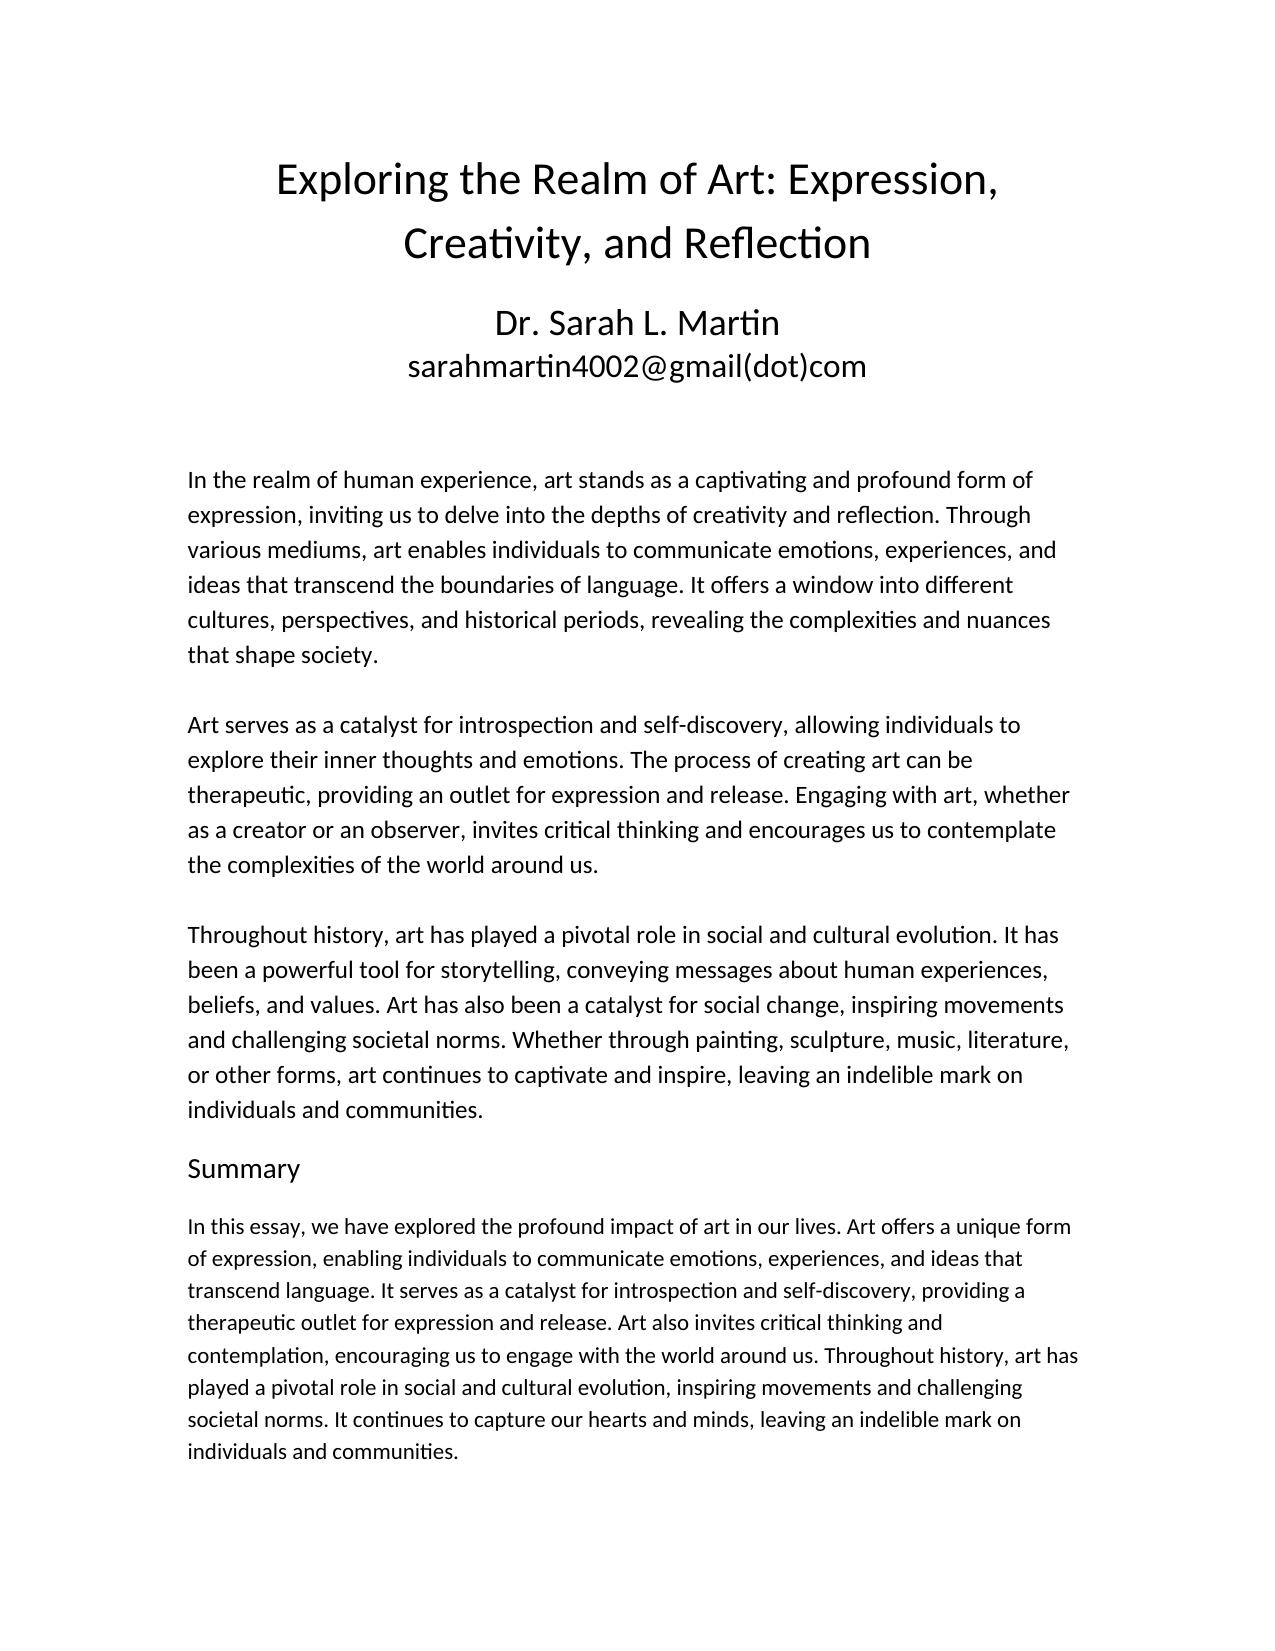 Exploring the Realm of Art: Expression,
Creativity, and Reflection
Dr. Sarah L. Martin
sarahmartin4002@gmail(dot)com
In the realm of human experience, art stands as a captivating and profound form of
expression, inviting us to delve into the depths of creativity and reflection. Through
various mediums, art enables individuals to communicate emotions, experiences, and
ideas that transcend the boundaries of language. It offers a window into different
cultures, perspectives, and historical periods, revealing the complexities and nuances
that shape society.
Art serves as a catalyst for introspection and self-discovery, allowing individuals to
explore their inner thoughts and emotions. The process of creating art can be
therapeutic, providing an outlet for expression and release. Engaging with art, whether
as a creator or an observer, invites critical thinking and encourages us to contemplate
the complexities of the world around us.
Throughout history, art has played a pivotal role in social and cultural evolution. It has
been a powerful tool for storytelling, conveying messages about human experiences,
beliefs, and values. Art has also been a catalyst for social change, inspiring movements
and challenging societal norms. Whether through painting, sculpture, music, literature,
or other forms, art continues to captivate and inspire, leaving an indelible mark on
individuals and communities.
Summary
In this essay, we have explored the profound impact of art in our lives. Art offers a unique form
of expression, enabling individuals to communicate emotions, experiences, and ideas that
transcend language. It serves as a catalyst for introspection and self-discovery, providing a
therapeutic outlet for expression and release. Art also invites critical thinking and
contemplation, encouraging us to engage with the world around us. Throughout history, art has
played a pivotal role in social and cultural evolution, inspiring movements and challenging
societal norms. It continues to capture our hearts and minds, leaving an indelible mark on
individuals and communities.